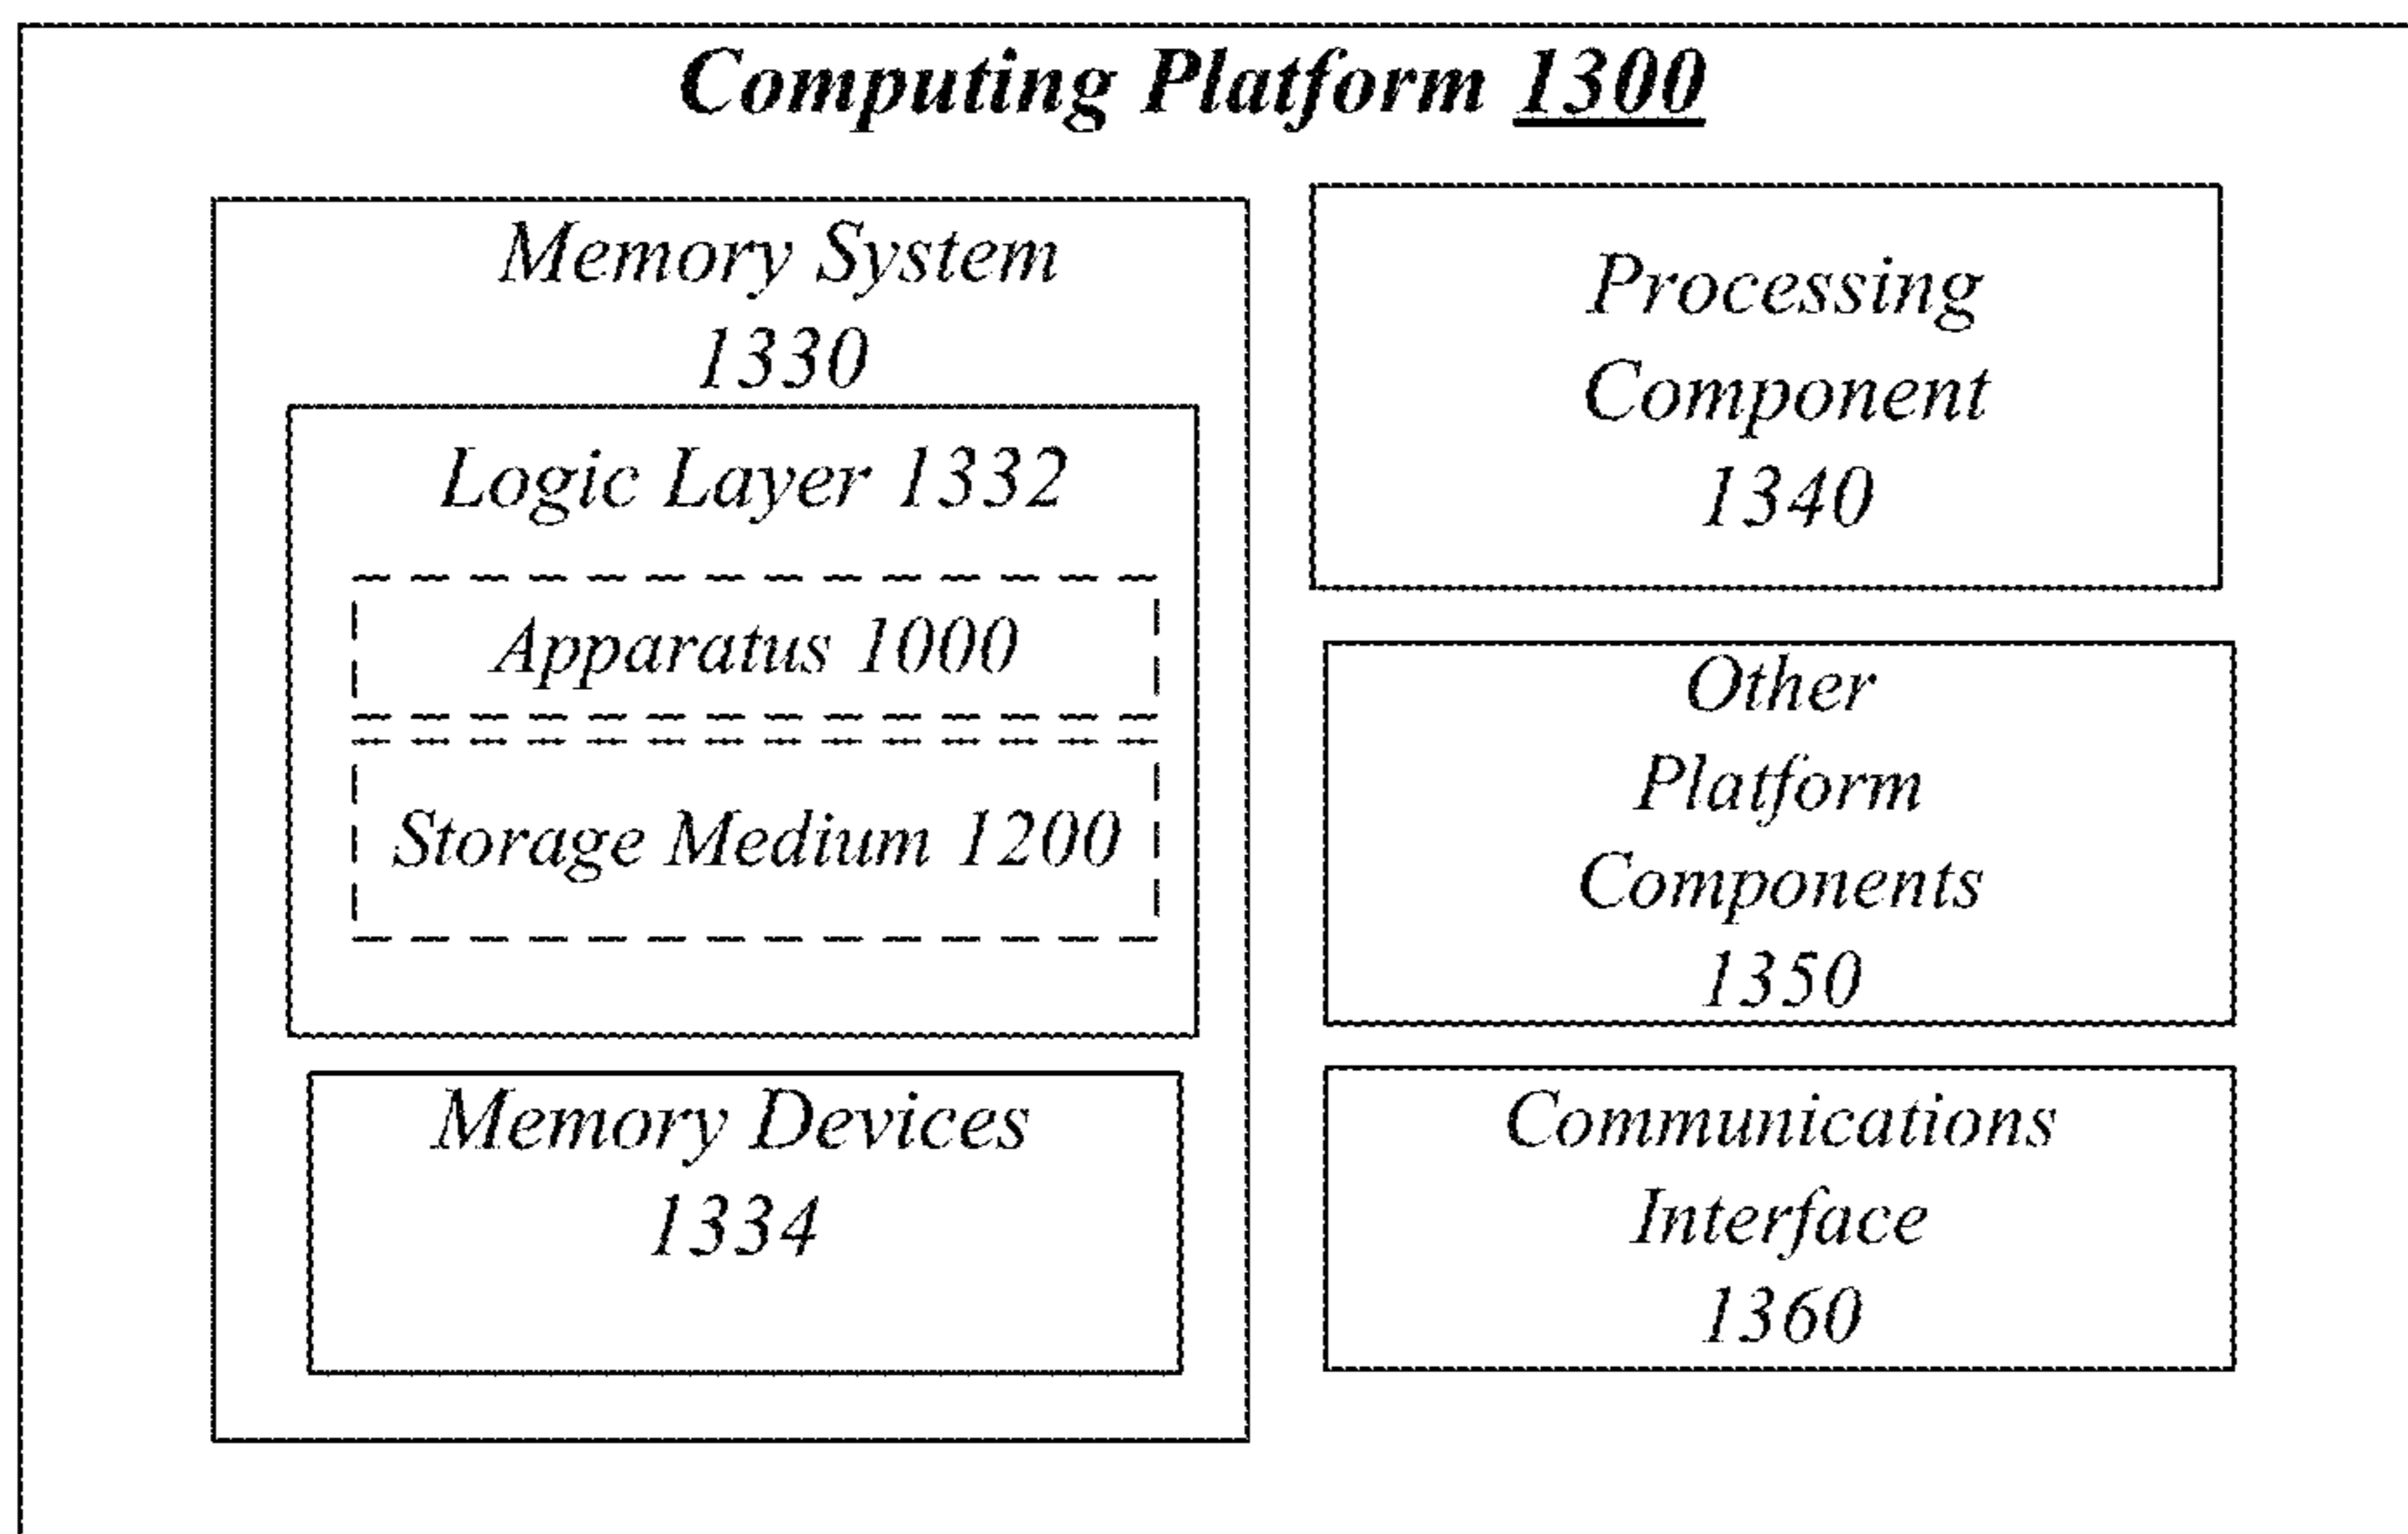 Computing Platform 1300
Memory System
1330
Logic Layer 1332
Apparatus 1000
Storage Medium 1200
Memory Devices
1334
Processing
Component
1340
Other
Platform
Components
1350
Communications
Interface
1360